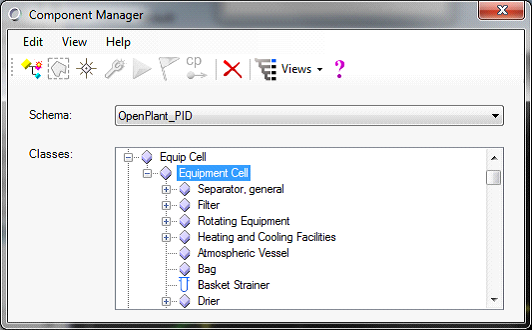 Component Manager
Edit View Help
cp Views ?
Schema: OpenPlant_PID
Classes:
Equip Cell
Equipment Cell
Separator, general
Filter
Rotating Equipment
Heating and Cooling Facilities
Atmospheric Vessel
Bag
Basket Strainer
Drier